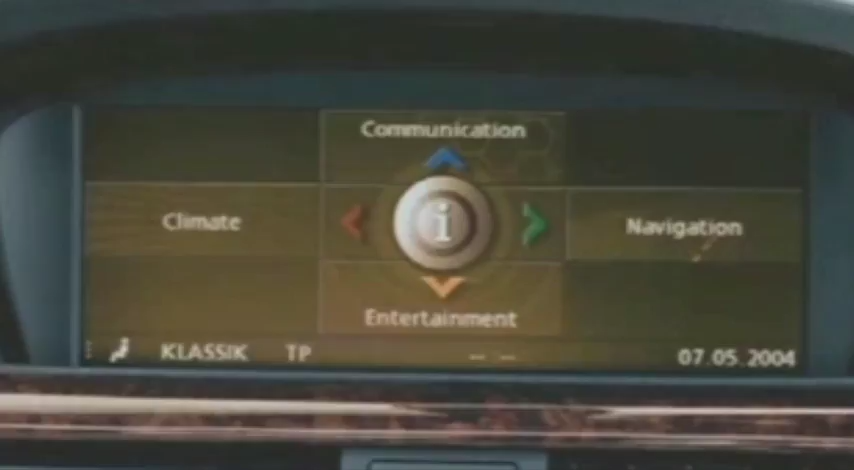 Communication
Climate
i
Navigation
Entertainment
KLASSIK TP -- -- 07.05.2004